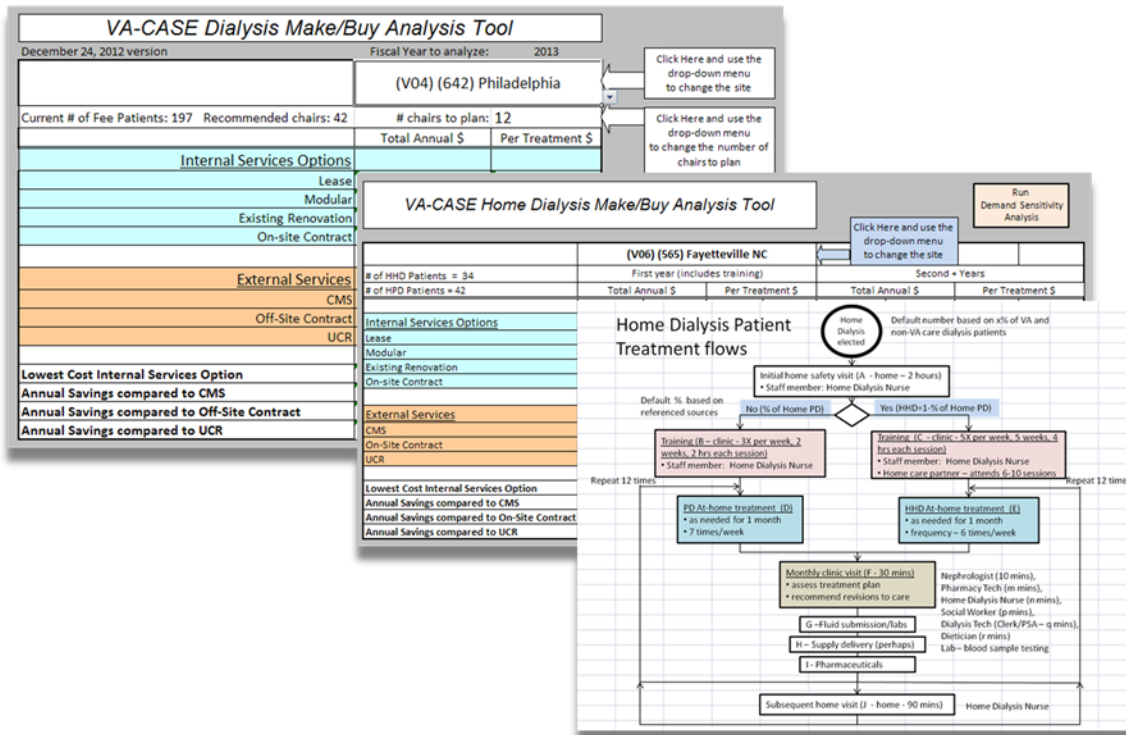 VA-CASE Dialysis Make/Buy Analysis Tool
December 24, 2012 version
Fiscal Year to analyze: 2013
(V04) (642) Philadelphia
Click Here and use the
drop-down menu
to change the site
Current # of Fee Patients: 197 Recommended chairs: 42
# chairs to plan: 12
Click Here and use the
drop-down menu
to change the number of
chairs to plan
Total Annual $
Per Treatment $
Internal Services Options
Lease
Modular
Existing Renovation
On-site Contract
External Services
CMS
Off-Site Contract
UCR
Lowest Cost Internal Services Option
Annual Savings compared to CMS
Annual Savings compared to Off-Site Contract
Annual Savings compared to UCR
VA-CASE Home Dialysis Make/Buy Analysis Tool
Run
Demand Sensitivity
Analysis
Click Here and use the
drop-down menu
to change the site
(V06) (565) Fayetteville NC
# of HHD Patients = 34
First year (includes training)
Second + Years
# of HPD Patients = 42
Total Annual $
Per Treatment $
Total Annual $
Per Treatment $
Internal Services Options
Lease
Modular
Existing Renovation
On-site Contract
External Services
CMS
On-Site Contract
UCR
Lowest Cost Internal Services Option
Annual Savings compared to CMS
Annual Savings compared to On-Site Contract
Annual Savings compared to UCR
Home Dialysis Patient
Treatment flows
Home
Dialysis
elected
Default number based on x% of VA and
non-VA care dialysis patients
Initial home safety visit (A - home – 2 hours)
• Staff member: Home Dialysis Nurse
Default % based on
referenced sources
No (% of Home PD)
Yes (HHD=1-% of Home PD)
Training (B – clinic - 3X per week, 2
weeks, 2 hrs each session)
• Staff member: Home Dialysis Nurse
Training (C - clinic - 5X per week, 5 weeks, 4
hrs each session)
• Staff member: Home Dialysis Nurse
• Home care partner – attends 6-10 sessions
Repeat 12 times
Repeat 12 time
PD At-home treatment (D)
• as needed for 1 month
• 7 times/week
HHD At-home treatment (E)
• as needed for 1 month
• frequency – 6 times/week
Monthly clinic visit (F - 30 mins)
• assess treatment plan
• recommend revisions to care
Nephrologist (10 mins),
Pharmacy Tech (m mins)
Home Dialysis Nurse (n mins),
Social Worker (p mins),
Dialysis Tech (Clerk/PSA – q mins),
Dietician (r mins)
Lab – blood sample testing
G –Fluid submission/labs
H – Supply delivery (perhaps)
I - Pharmaceuticals
Subsequent home visit (J - home - 90 mins)
Home Dialysis Nurse